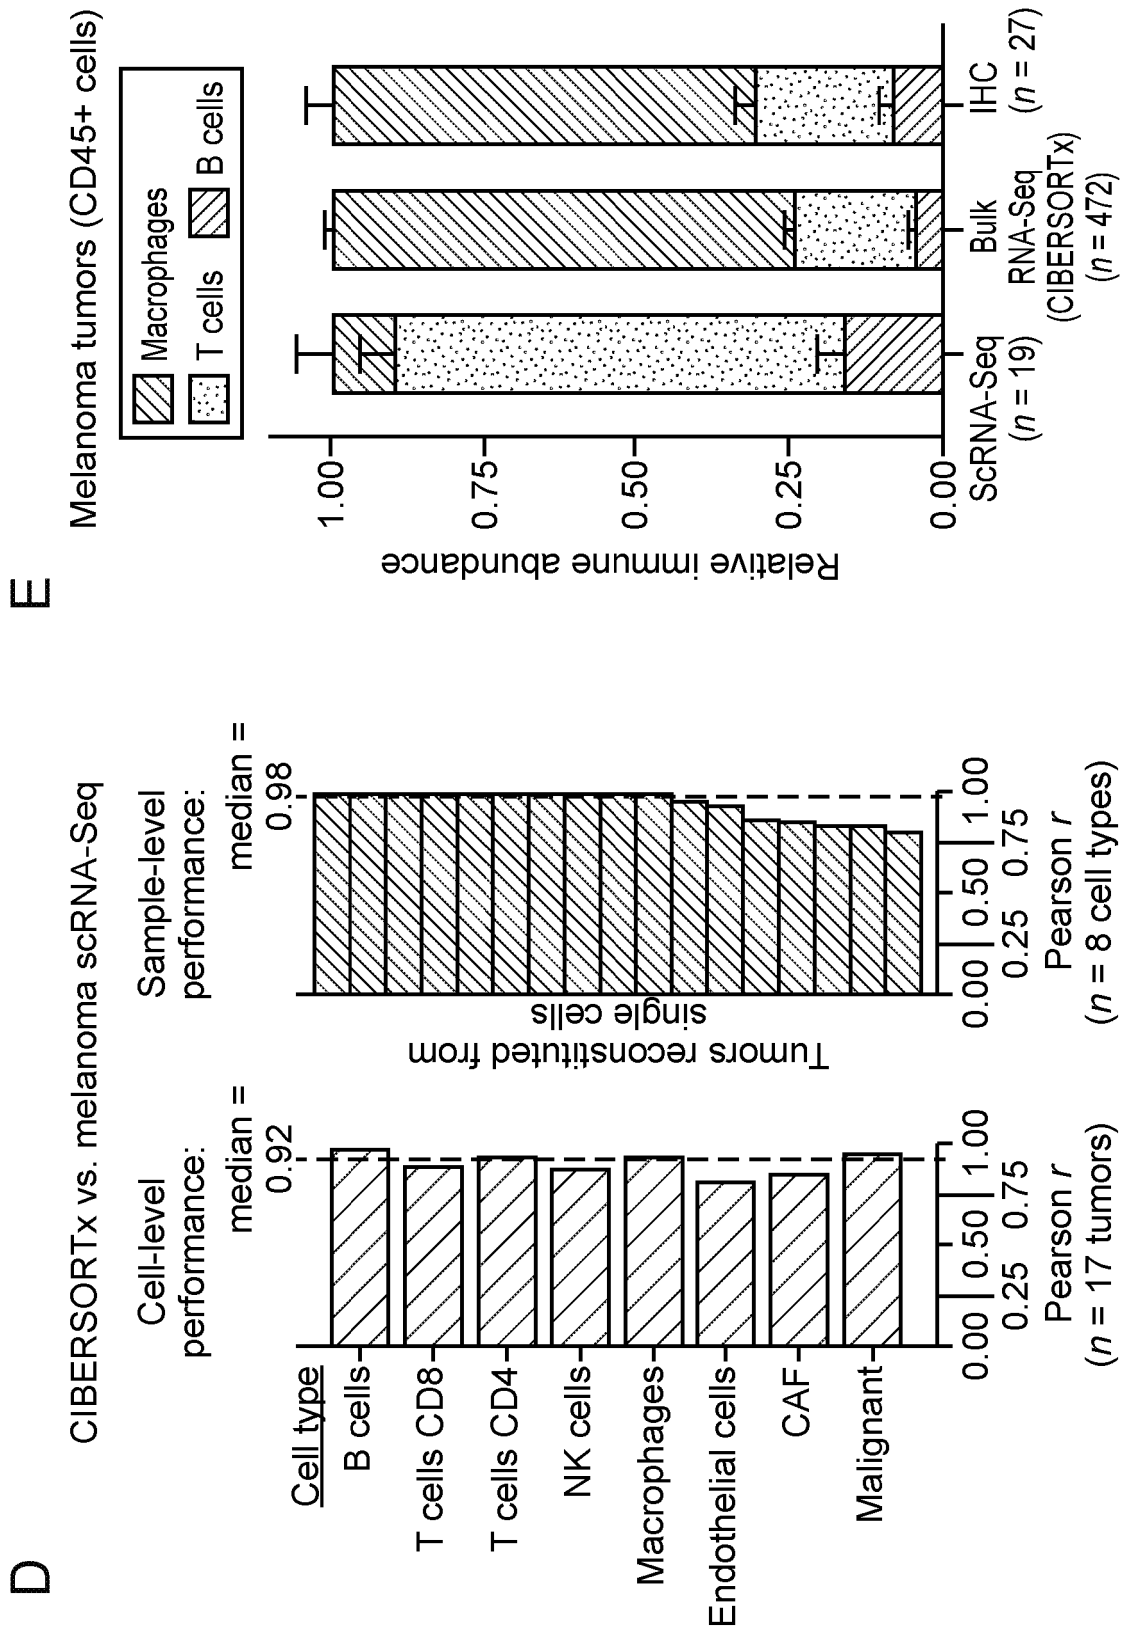 D
CIBERSORTx vs. melanoma scRNA-Seq
Cell-level
performance:
median =
0.92
Cell type
B cells
T cells CD8
T cells CD4
NK cells
Macrophages
Endothelial cells
CAF
Malignant
0.00 0.50 1.00
0.25 0.75
Pearson r
(n = 17 tumors)
Sample-level
performance:
median =
0.98
Tumors reconstituted from
single cells
0.00 0.50 1.00
0.25 0.75
Pearson r
(n = 8 cell types)
E
Melanoma tumors (CD45+ cells)
Macrophages
T cells B cells
Relative immune abundance
1.00
0.75
0.50
0.25
0.00
ScRNA-Seq
(n = 19)
Bulk
RNA-Seq
(CIBERSORTx)
(n = 472)
IHC
(n = 27)